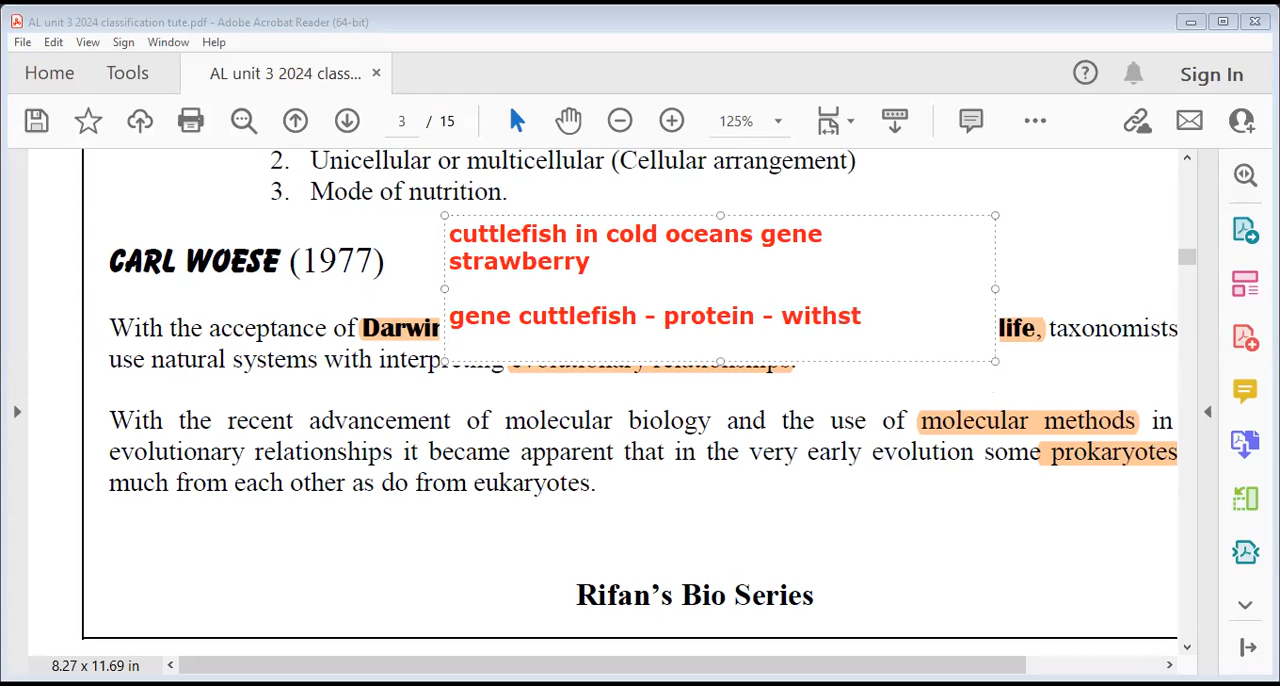 AL unit 3 2024 classification tute.pdf - Adobe Acrobat Reader (64-bit)
File Edit View Sign Window Help
Home Tools AL unit 3 2024 class... × Sign In
3 / 15 125%
2. Unicellular or multicellular (Cellular arrangement)
3. Mode of nutrition.
cuttlefish in cold oceans gene
strawberry
CARL WOESE (1977)
gene cuttlefish - protein - withst
With the acceptance of Darwin life, taxonomists
use natural systems with interpreting evolutionary relationships.
With the recent advancement of molecular biology and the use of molecular methods in
evolutionary relationships it became apparent that in the very early evolution some prokaryotes
much from each other as do from eukaryotes.
Rifan's Bio Series
8.27 x 11.69 in